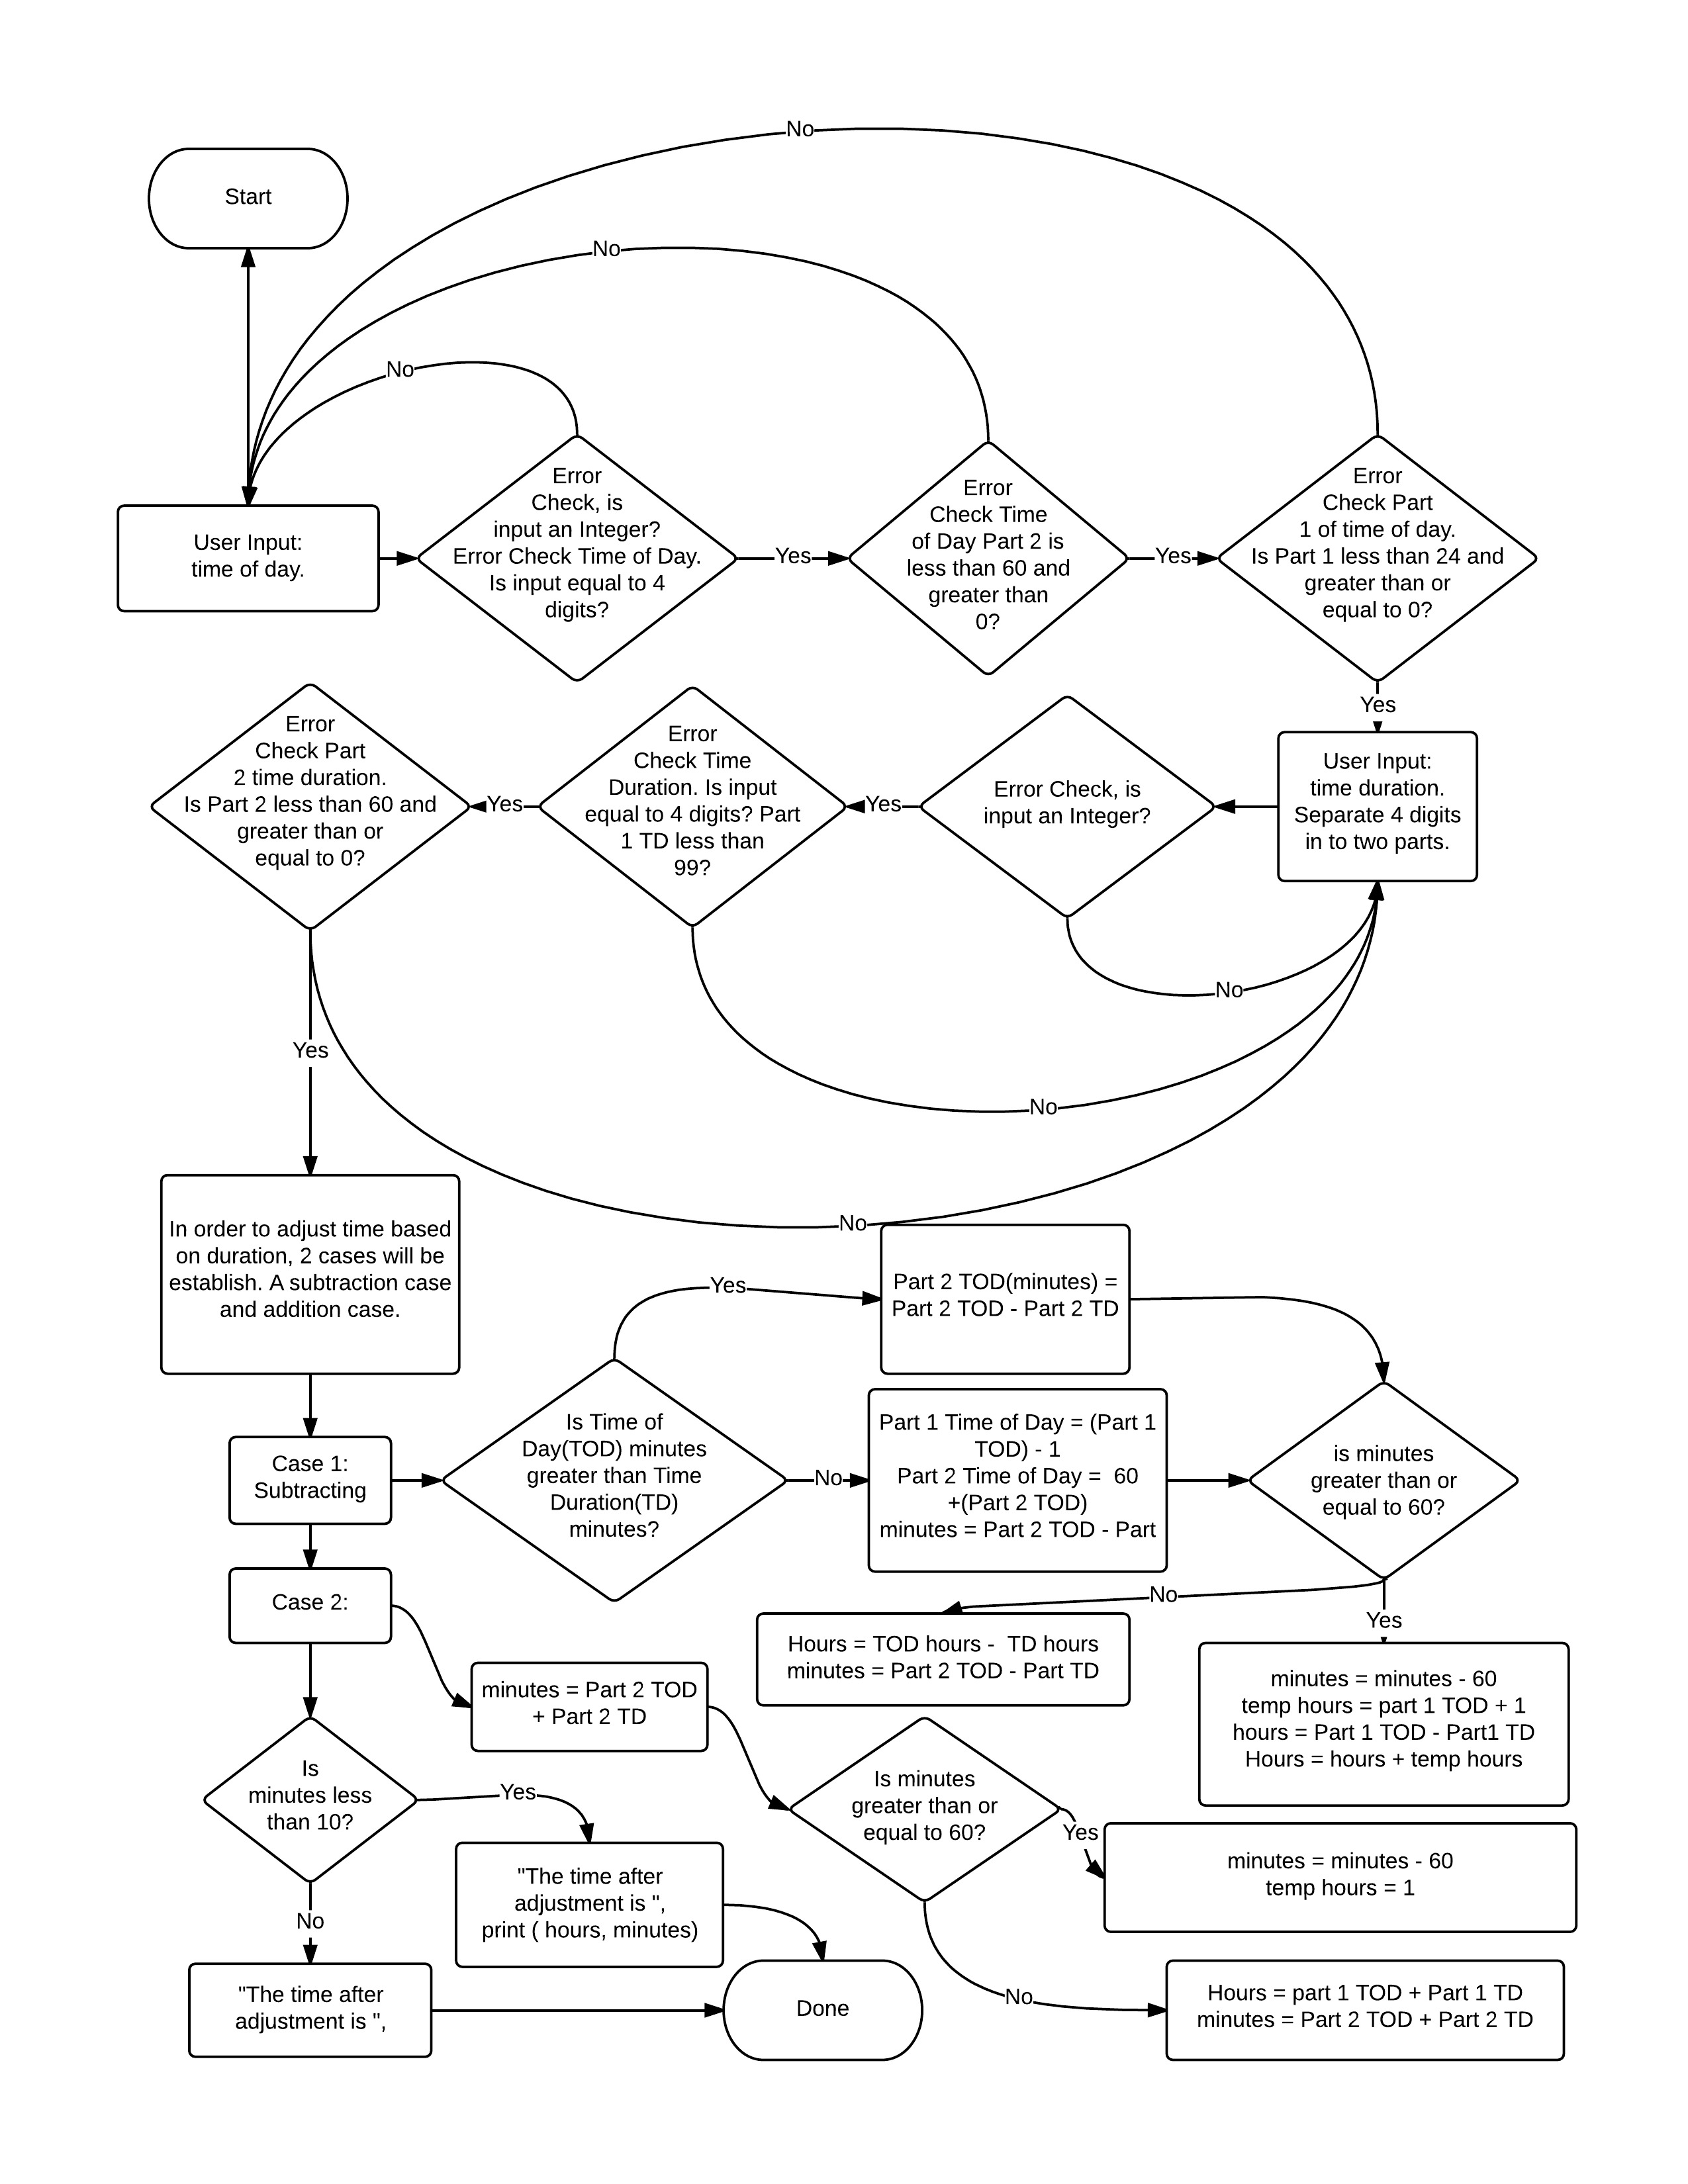 No
Start
No
No
User Input:
time of day.
Error
Check, is
input an Integer?
Error Check Time of Day.
Is input equal to 4
digits?
Yes
Error
Check Time
of Day Part 2 is
less than 60 and
greater than
0?
Yes
Error
Check Part
1 of time of day.
Is Part 1 less than 24 and
greater than or
equal to 0?
Yes
User Input:
time duration.
Separate 4 digits
in to two parts.
Error Check, is
input an Integer?
Yes
Error
Check Time
Duration. Is input
equal to 4 digits? Part
1 TD less than
99?
Yes
Error
Check Part
2 time duration.
Is Part 2 less than 60 and
greater than or
equal to 0?
No
No
Yes
No
In order to adjust time based
on duration, 2 cases will be
establish. A subtraction case
and addition case.
Case 1:
Subtracting
Is Time of
Day(TOD) minutes
greater than Time
Duration(TD)
minutes?
Yes
Part 2 TOD(minutes) =
Part 2 TOD - Part 2 TD
No
Part 1 Time of Day = (Part 1
TOD) - 1
Part 2 Time of Day =  60
+(Part 2 TOD)
minutes = Part 2 TOD - Part
is minutes
greater than or
equal to 60?
No
Hours = TOD hours -  TD hours
minutes = Part 2 TOD - Part TD
Yes
minutes = minutes - 60
temp hours = part 1 TOD + 1
hours = Part 1 TOD - Part1 TD
Hours = hours + temp hours
Case 2:
minutes = Part 2 TOD
+ Part 2 TD
Is minutes
greater than or
equal to 60?
Yes
minutes = minutes - 60
temp hours = 1
No
Hours = part 1 TOD + Part 1 TD
minutes = Part 2 TOD + Part 2 TD
Is
minutes less
than 10?
Yes
"The time after
adjustment is ",
print ( hours, minutes)
No
"The time after
adjustment is ",
Done